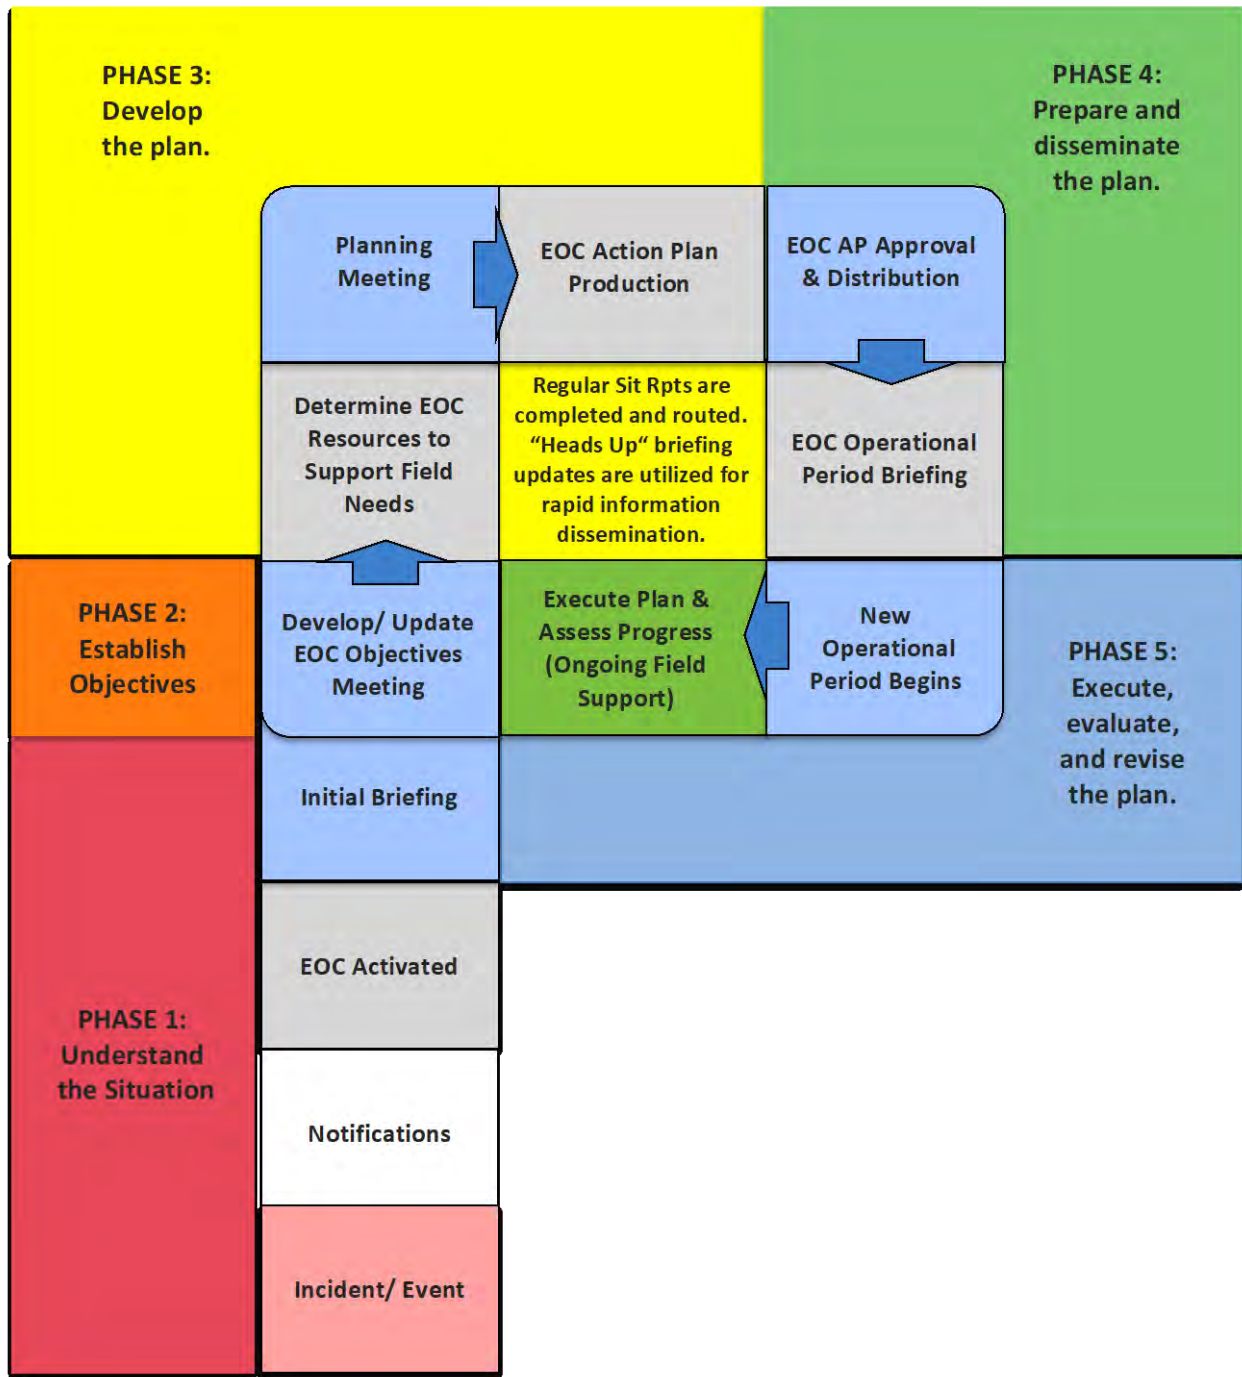 PHASE 3:
Develop
the plan.
PHASE 4:
Prepare and
disseminate
the plan.
Planning
Meeting
EOC Action Plan
Production
EOC AP Approval
& Distribution
Determine EOC
Resources to
Support Field
Needs
Regular Sit Rpts are
completed and routed.
“Heads Up“ briefing
updates are utilized for
rapid information
dissemination.
EOC Operational
Period Briefing
PHASE 2:
Establish
Objectives
Develop/ Update
EOC Objectives
Meeting
Execute Plan &
Assess Progress
(Ongoing Field
Support)
New
Operational
Period Begins
PHASE 5:
Execute,
evaluate,
and revise
the plan.
Initial Briefing
EOC Activated
PHASE 1:
Understand
the Situation
Notifications
Incident/ Event